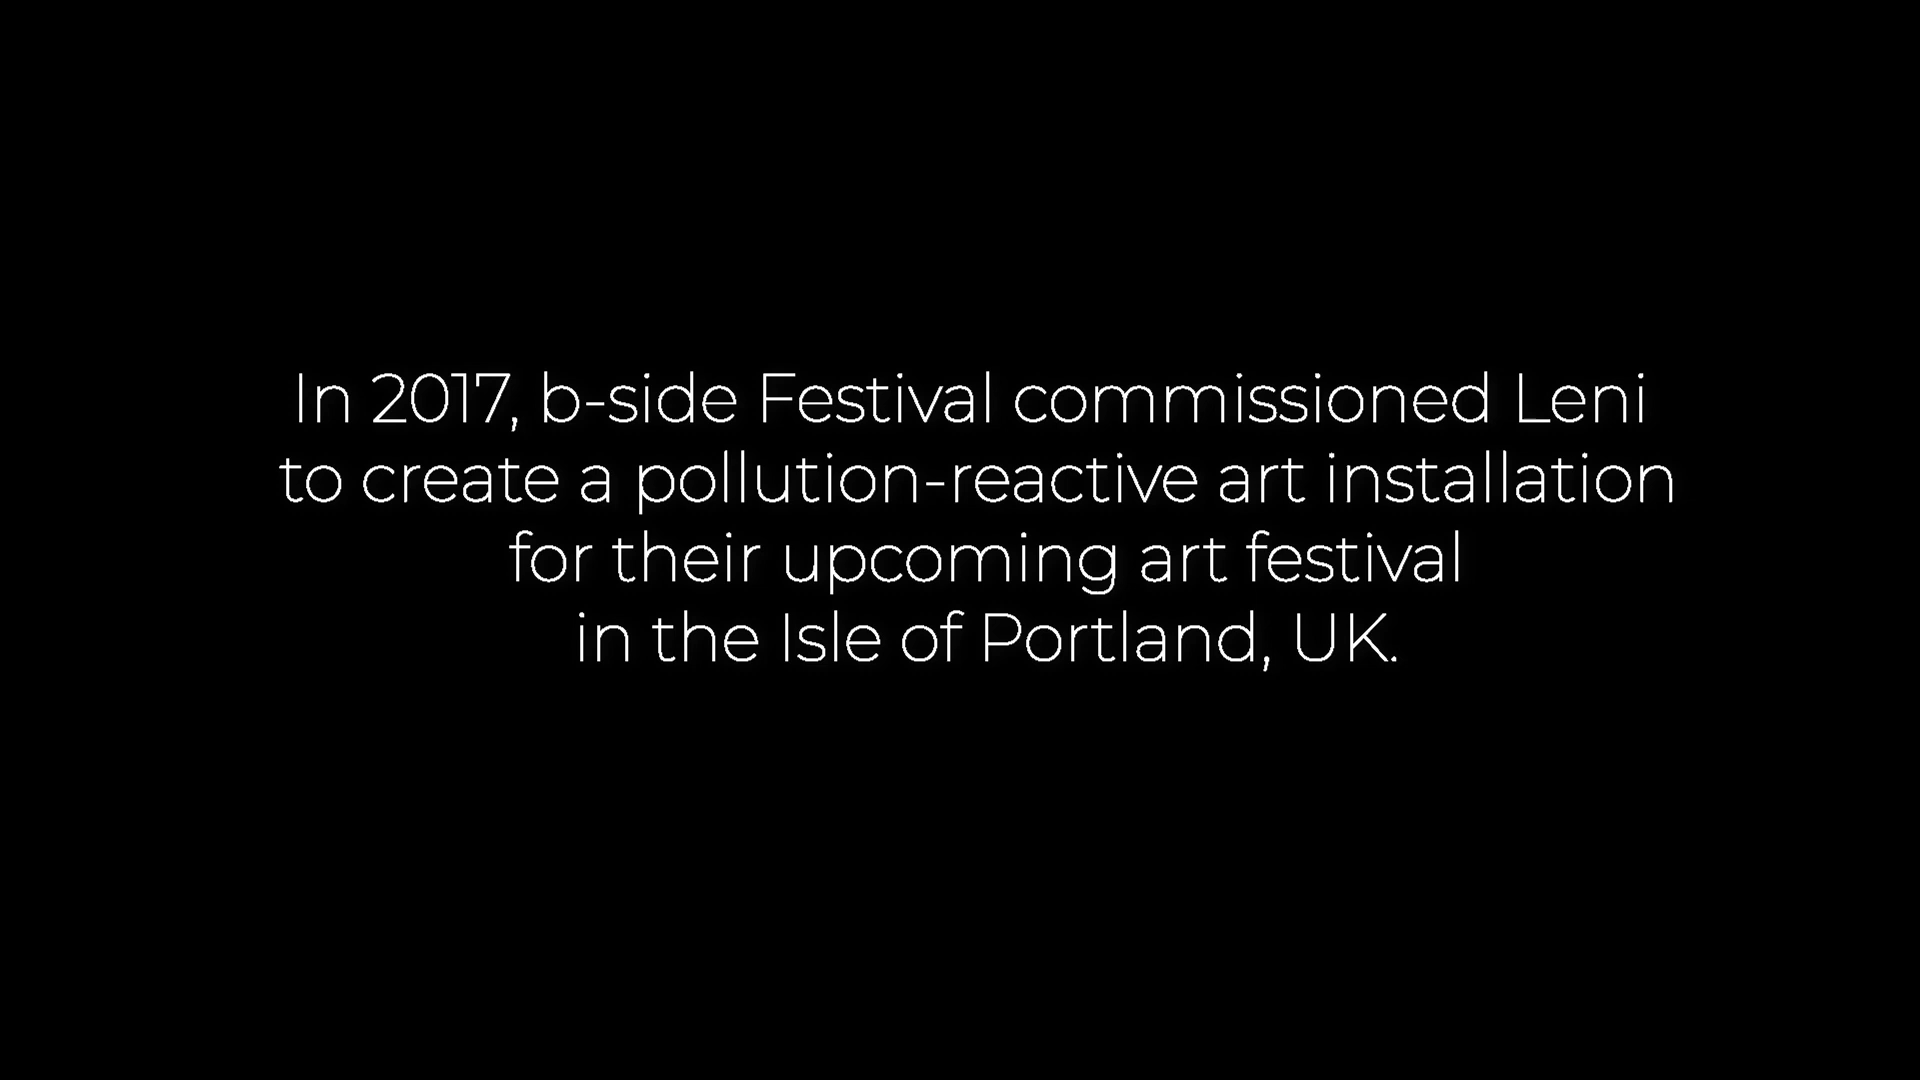 In 2017, b-side Festival commissioned Leni
to create a pollution-reactive art installation
for their upcoming art festival
in the Isle of Portland, UK.